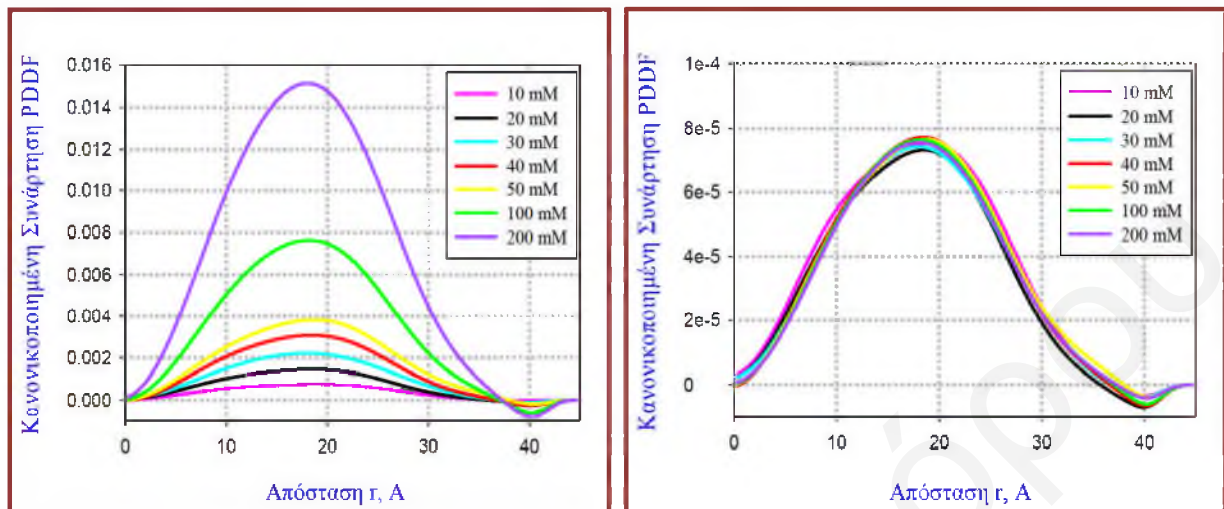 Κανονικοποιημένη Συνάρτηση PDDF
0.016
0.014
0.012
0.010
0.008
0.006
0.004
0.002
0.000
10 mM
20 mM
30 mM
40 mM
50 mM
100 mM
200 mM
0 10 20 30 40
Απόσταση r, A
Κανονικοποιημένη Συνάρτηση PDDF
1e-4
8e-5
6e-5
4e-5
2e-5
0
10 mM
20 mM
30 mM
40 mM
50 mM
100 mM
200 mM
0 10 20 30 40
Απόσταση r, A